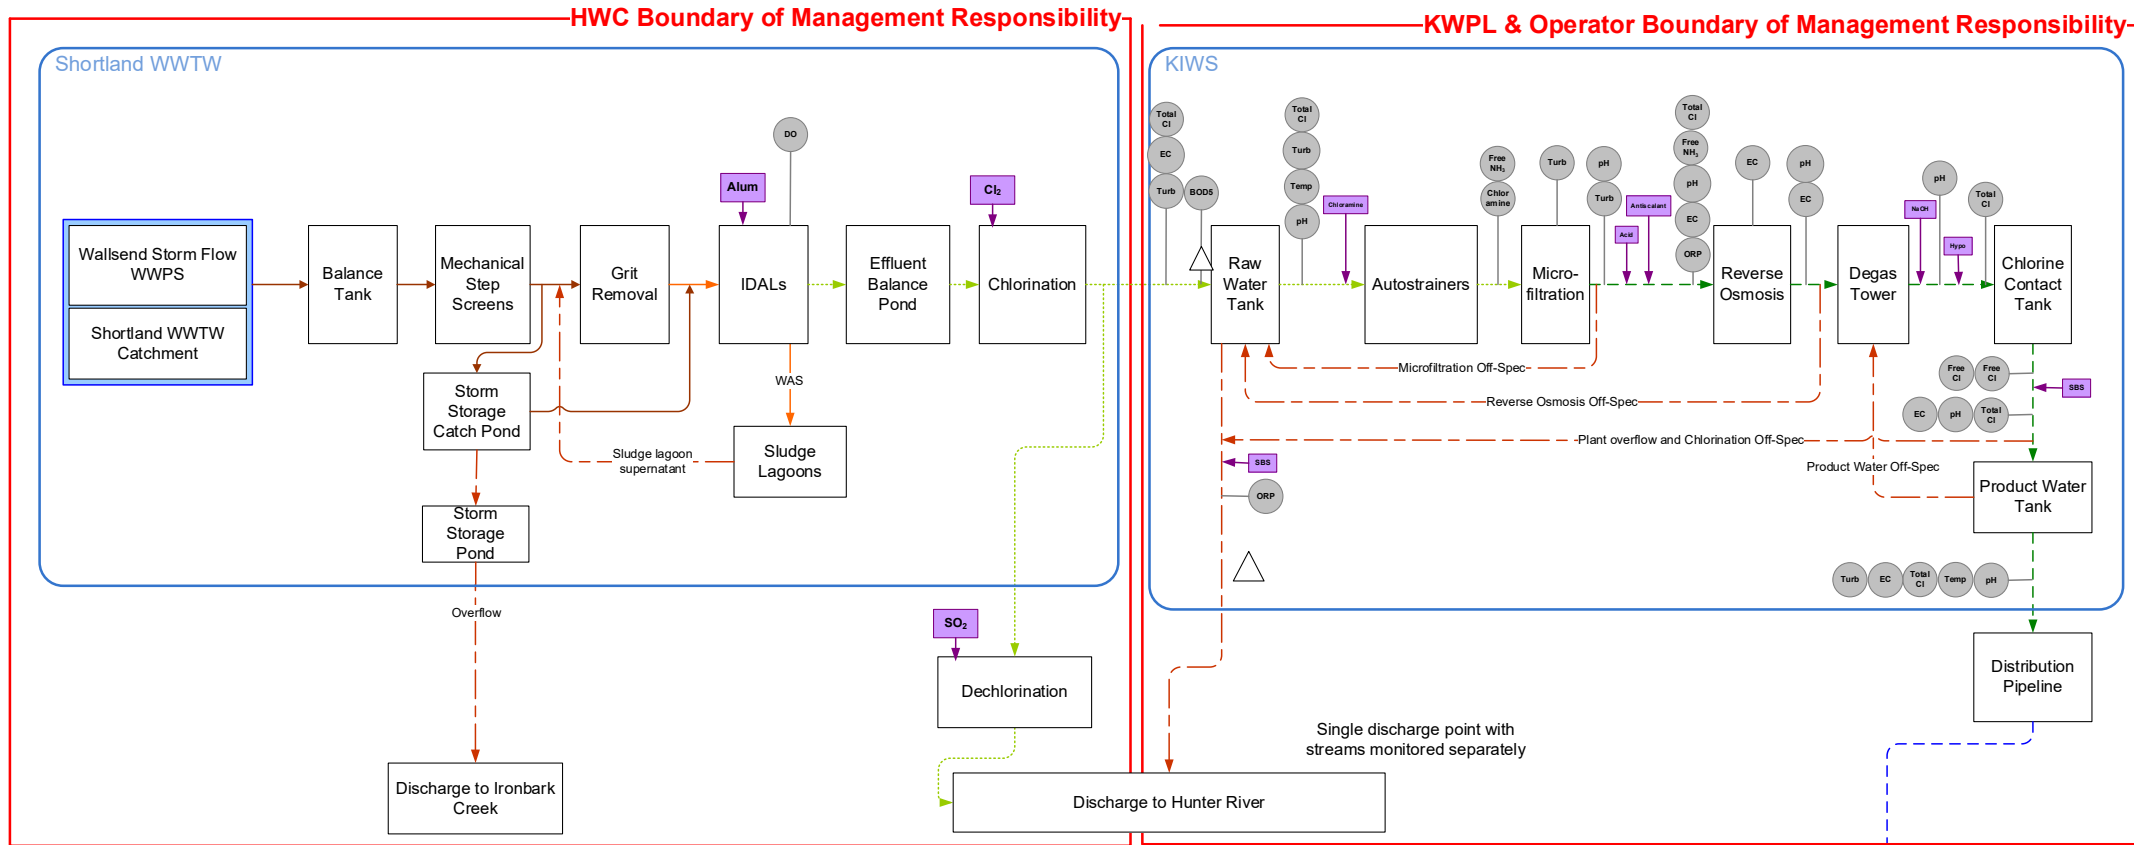 HWC Boundary of Management Responsibility
KWPL & Operator Boundary of Management Responsibility
Shortland WWTW
KIWS
Wallsend Storm Flow
WWPS
Shortland WWTW
Catchment
Balance
Tank
Mechanical
Step
Screens
Grit
Removal
Alum
DO
IDALs
Effluent
Balance
Pond
Cl₂
Chlorination
Storm
Storage
Catch Pond
WAS
Sludge lagoon
supernatant
Sludge
Lagoons
Storm
Storage
Pond
Overflow
Discharge to Ironbark
Creek
SO₂
Dechlorination
Discharge to Hunter River
Total
Cl
EC
Turb
BOD5
Raw
Water
Tank
Total
Cl
Turb
Temp
pH
Chloramine
Autostrainers
Free
NH₃
Chlor
amine
Turb
Micro-
filtration
pH
Turb
Acid
Antiscalant
Total
Cl
Free
NH₃
pH
EC
ORP
Reverse
Osmosis
EC
pH
EC
Degas
Tower
NaOH
pH
Hypo
Total
Cl
Chlorine
Contact
Tank
Microfiltration Off-Spec
Reverse Osmosis Off-Spec
Free
Cl
Free
Cl
SBS
EC
pH
Total
Cl
Plant overflow and Chlorination Off-Spec
SBS
ORP
Product Water Off-Spec
Product Water
Tank
Turb
EC
Total
Cl
Temp
pH
Distribution
Pipeline
Single discharge point with
streams monitored separately